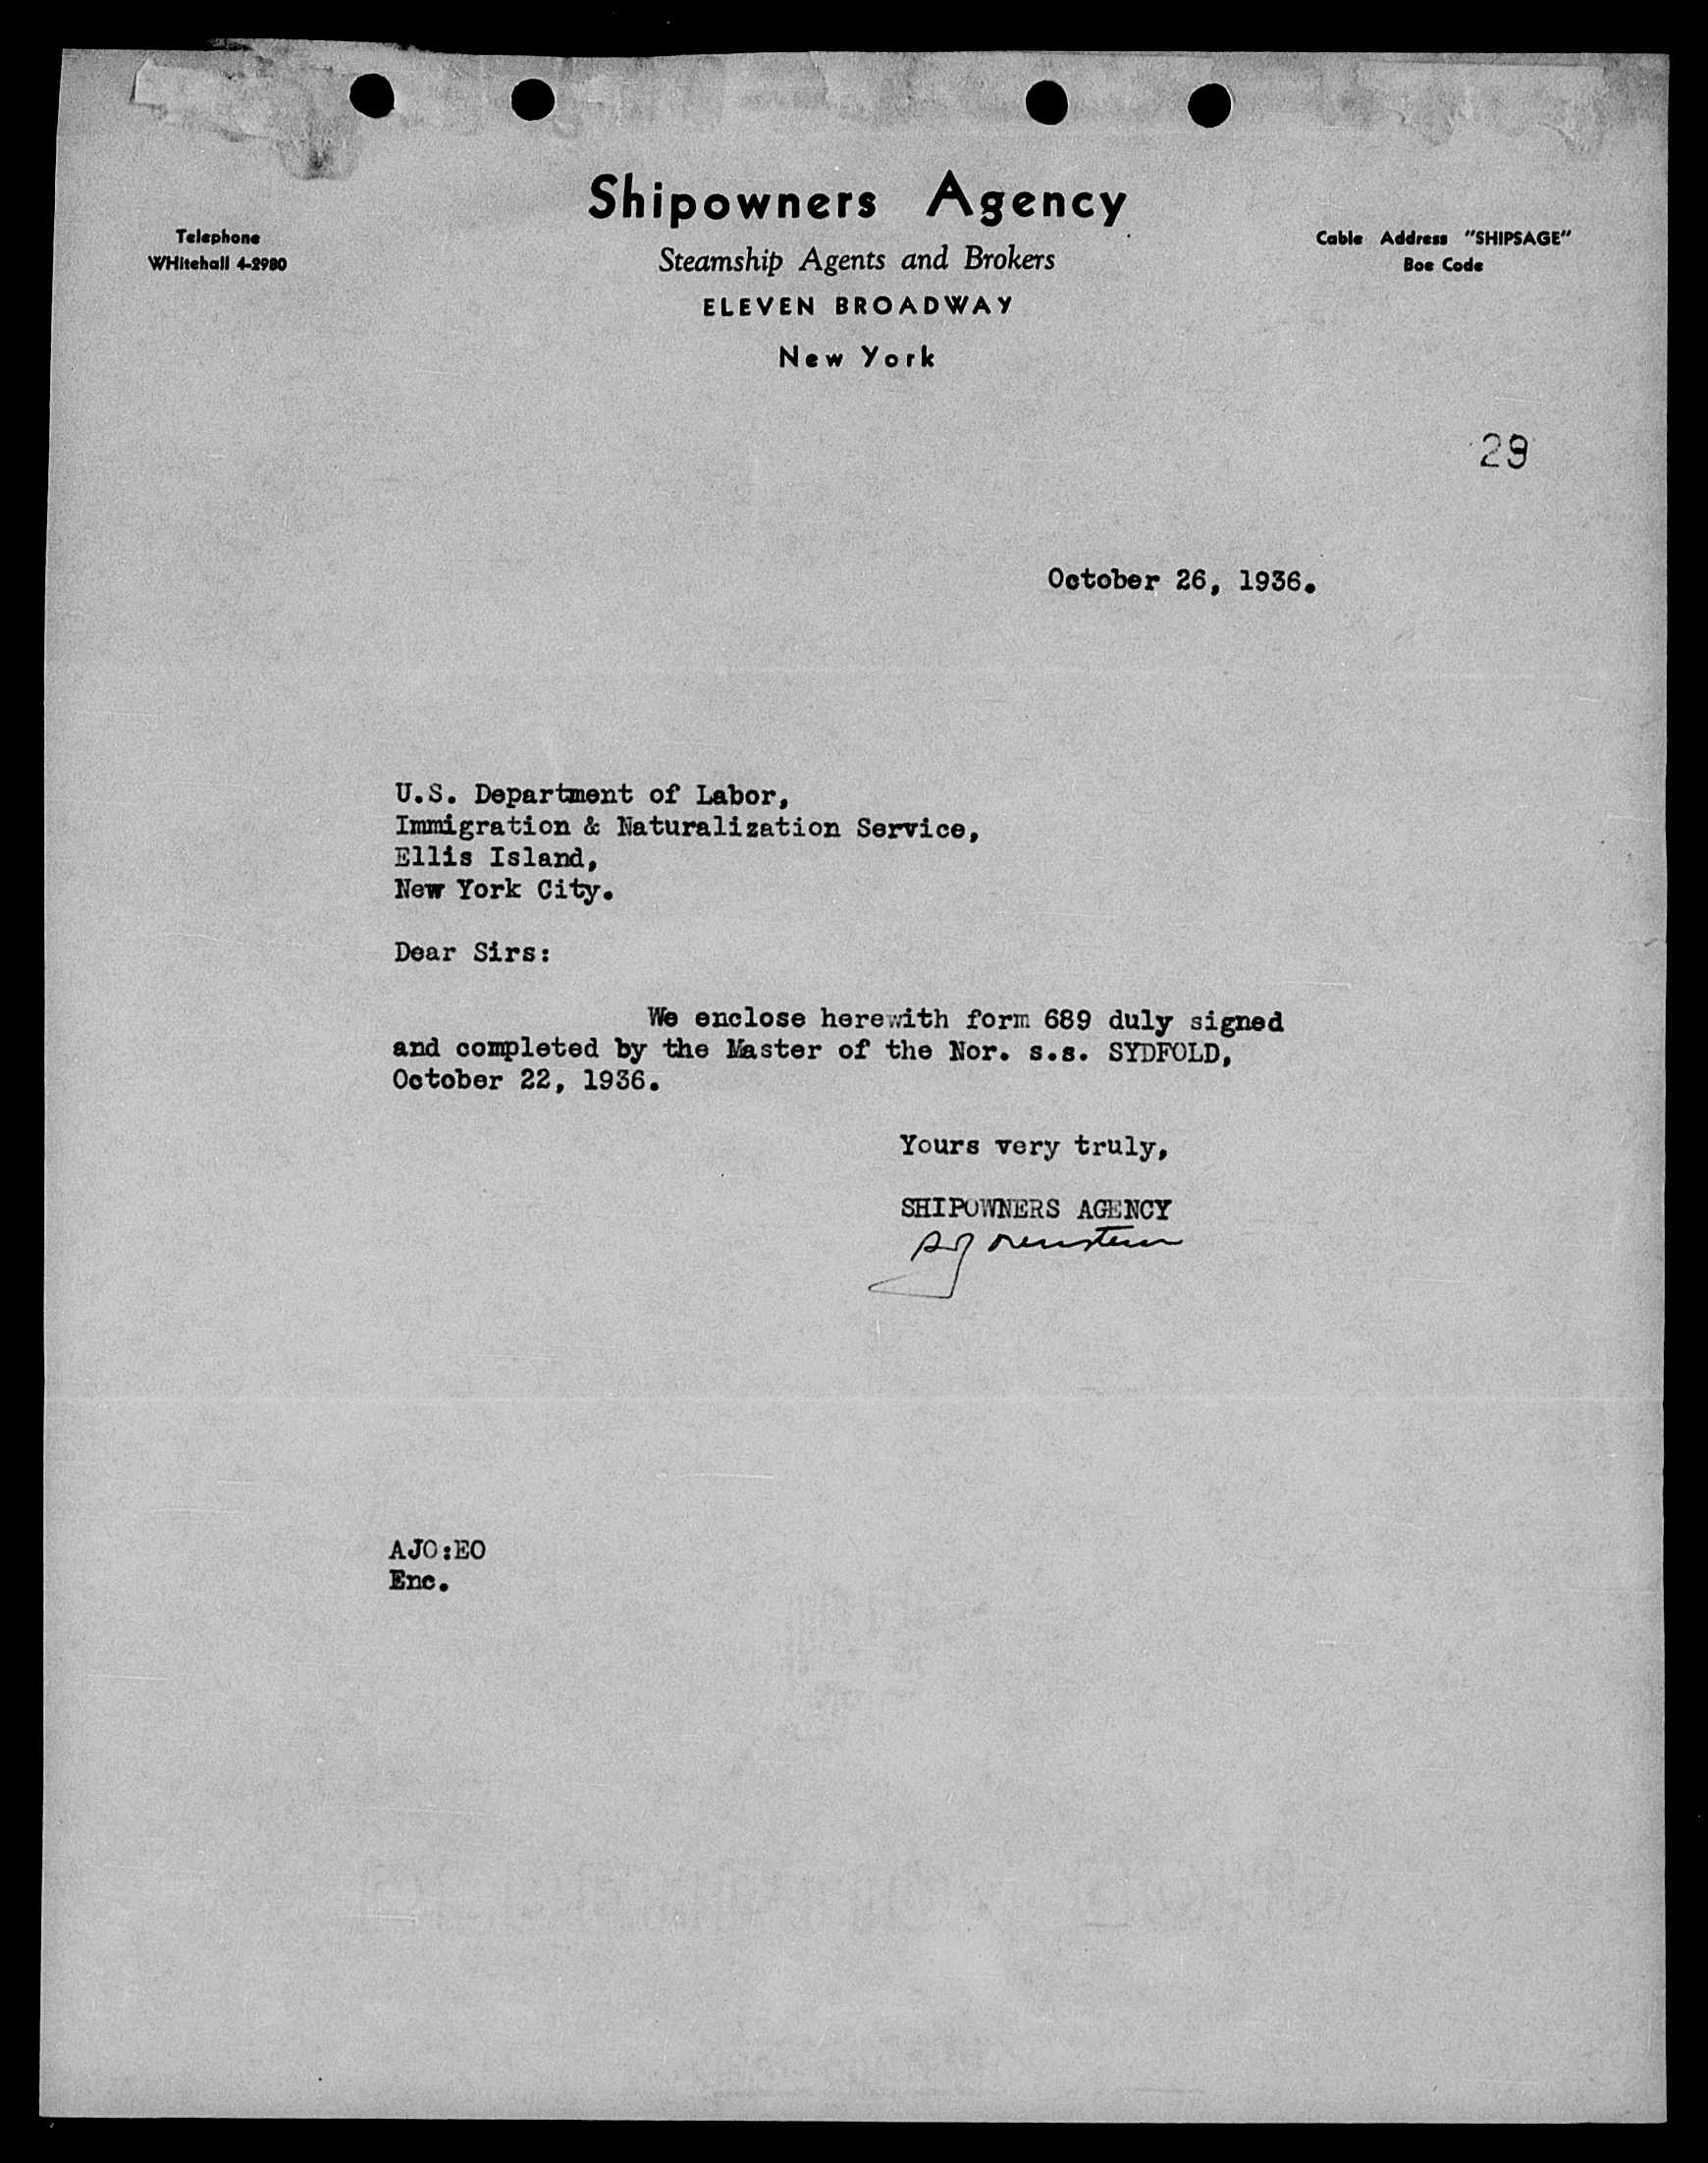 Shipowners Agency
Telephone
WHitehall 4-2980
Steamship Agents and Brokers
Cable Address "SHIPSAGE"
Boe Code
ELEVEN BROADWAY
New York
29
October 26, 1936.
U.S. Department of Labor,
Immigration & Naturalization Service,
Ellis Island,
New York City.
Dear Sirs:
We enclose herewith form 689 duly signed
and completed by the Master of the Nor. s.s. SYDFOLD,
October 22, 1936.
Yours very truly,
SHIPOWNERS AGENCY
AJO:EO
Enc.